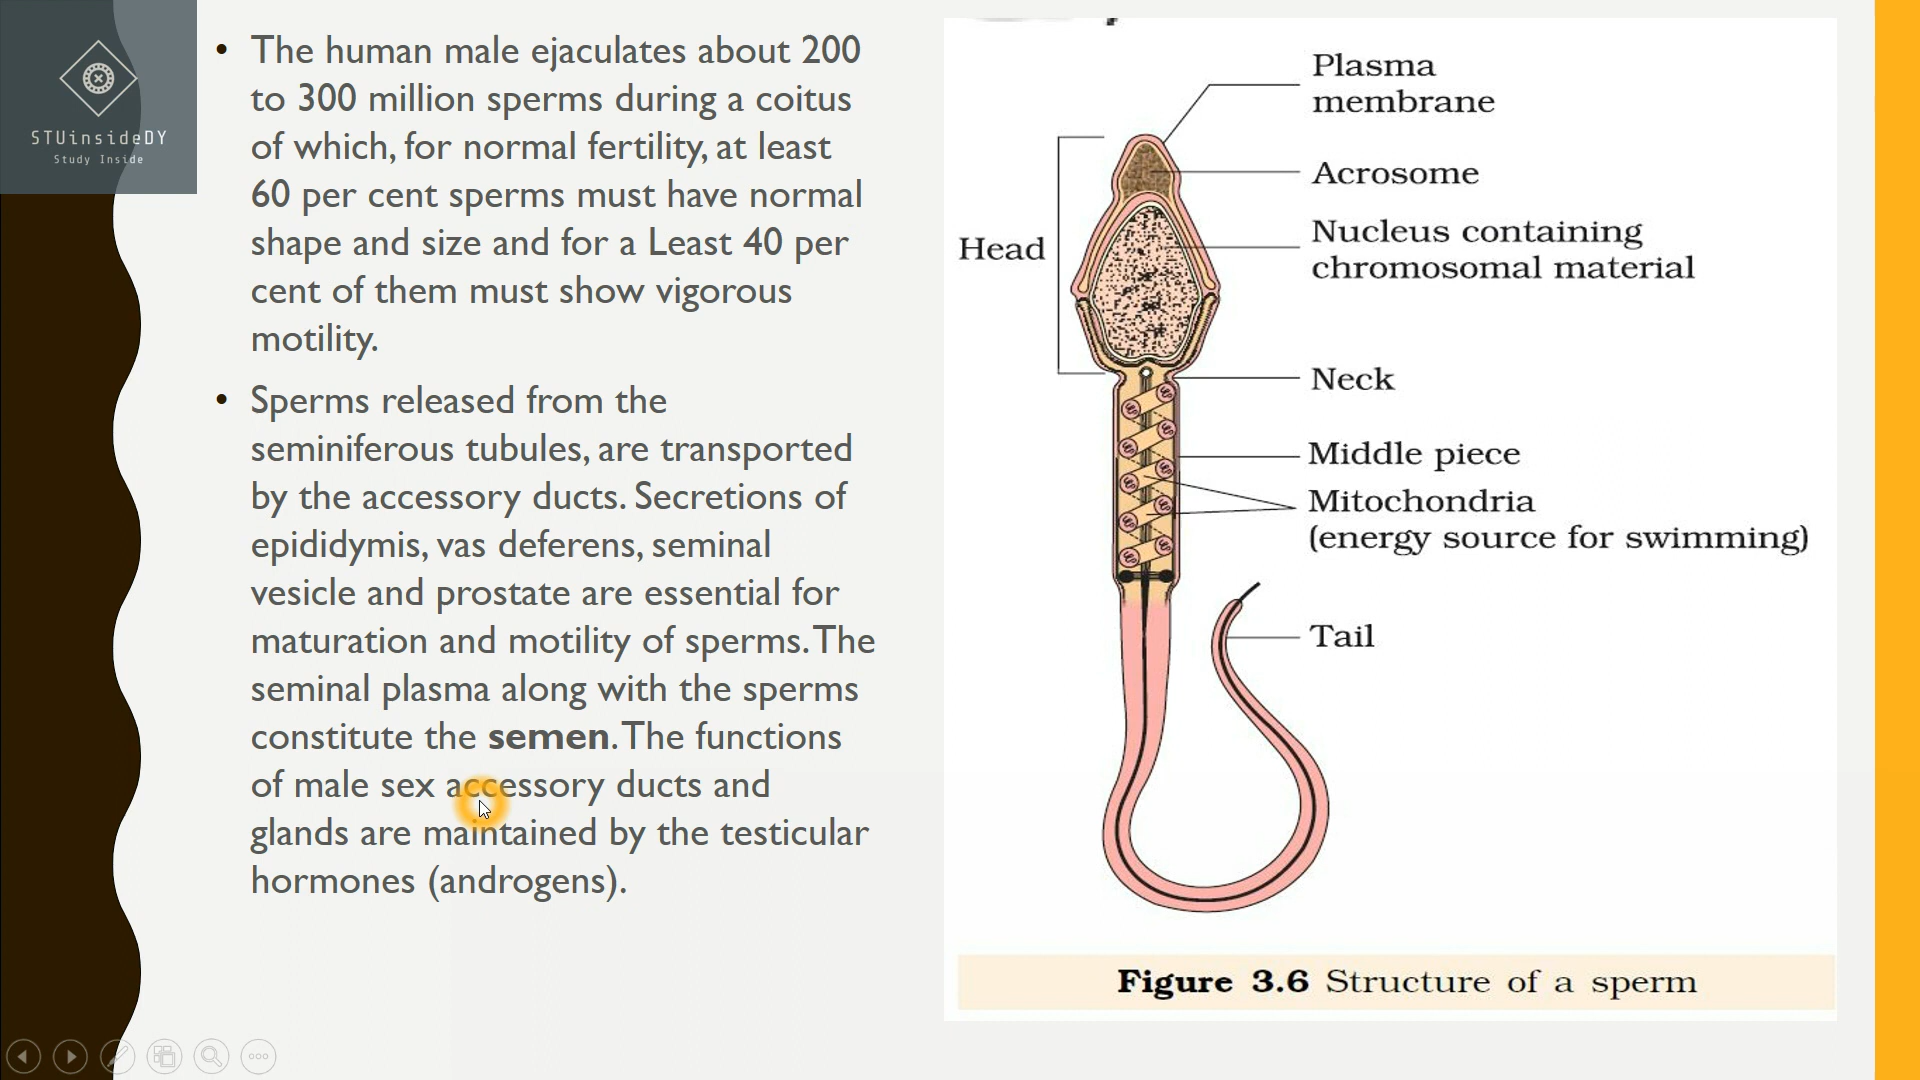 STUinsideDY
Study Inside
• The human male ejaculates about 200
to 300 million sperms during a coitus
of which, for normal fertility, at least
60 per cent sperms must have normal
shape and size and for a Least 40 per
cent of them must show vigorous
motility.
• Sperms released from the
seminiferous tubules, are transported
by the accessory ducts. Secretions of
epididymis, vas deferens, seminal
vesicle and prostate are essential for
maturation and motility of sperms. The
seminal plasma along with the sperms
constitute the semen. The functions
of male sex accessory ducts and
glands are maintained by the testicular
hormones (androgens).
Plasma
membrane
Acrosome
Nucleus containing
chromosomal material
Head
Neck
Middle piece
Mitochondria
(energy source for swimming)
Tail
Figure 3.6 Structure of a sperm